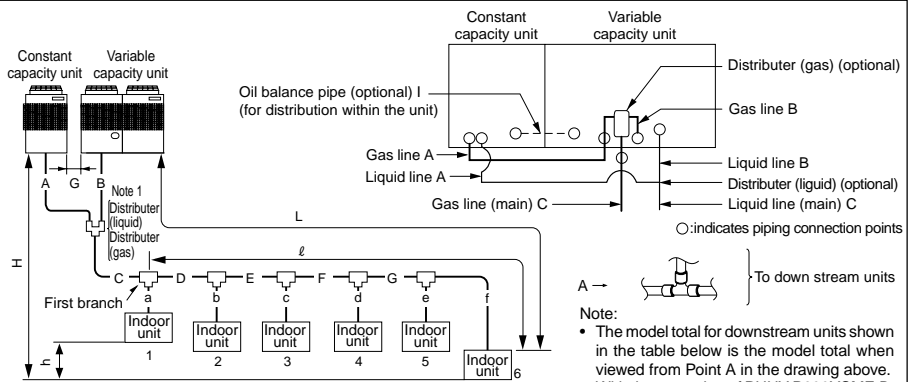 Constant capacity unit
Variable capacity unit
A
G
B
Note 1
Distributer (liquid)
Distributer (gas)
H
L
ℓ
C
D
E
F
G
First branch
a
b
c
d
e
f
Indoor unit
1
Indoor unit
2
Indoor unit
3
Indoor unit
4
Indoor unit
5
Indoor unit
6
h
Constant capacity unit
Variable capacity unit
Oil balance pipe (optional) I
(for distribution within the unit)
Distributer (gas) (optional)
Gas line B
Gas line A
Liquid line A
Liquid line B
Distributer (liguid) (optional)
Gas line (main) C
Liquid line (main) C
○:indicates piping connection points
A →
To down stream units
Note:
• The model total for downstream units shown
in the table below is the model total when
viewed from Point A in the drawing above.